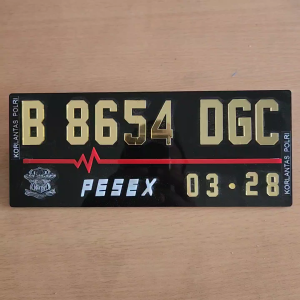 B 8654 DGC
PESEX 03 · 28
KORLANTAS POLRI
KORLANTAS POLRI